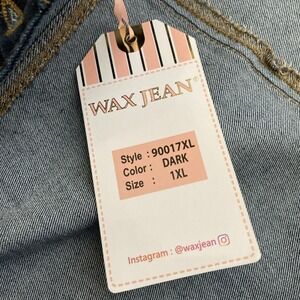 WAX JEAN®
Style : 90017XL
Color : DARK
Size : 1XL
Instagram : @waxjean